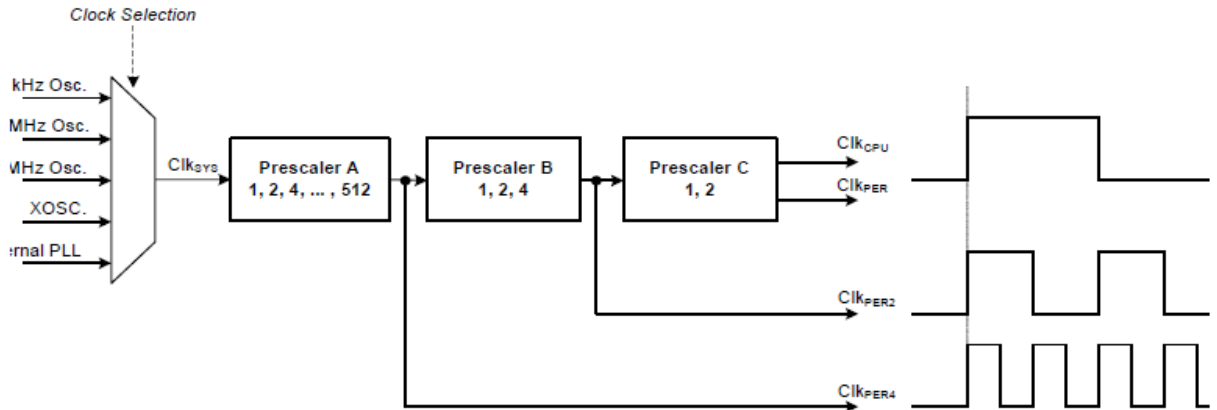 Clock Selection
kHz Osc.
MHz Osc.
MHz Osc.
XOSC.
ernal PLL
ClkSYS
Prescaler A
1, 2, 4, ... , 512
Prescaler B
1, 2, 4
Prescaler C
1, 2
ClkCPU
ClkPER
ClkPER2
ClkPER4